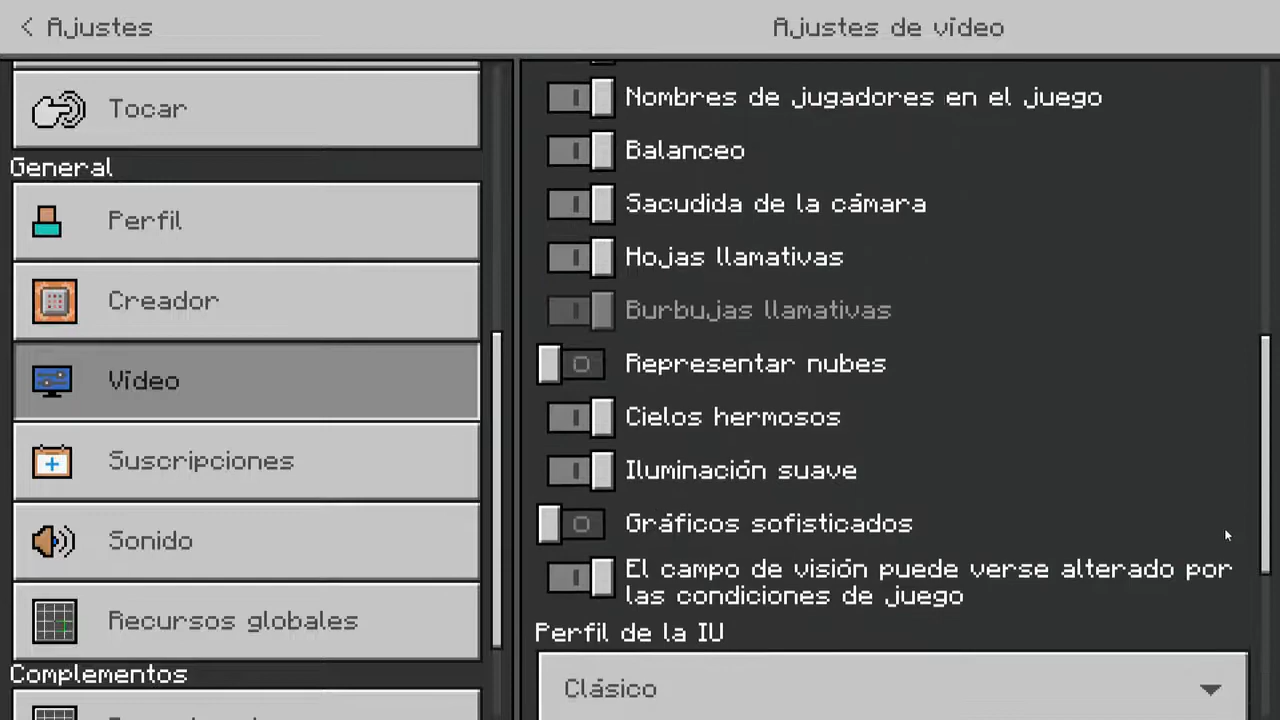 Ajustes
Ajustes de vídeo
Tocar
General
Perfil
Creador
Vídeo
Suscripciones
Sonido
Recursos globales
Complementos
Nombres de jugadores en el juego
Balanceo
Sacudida de la cámara
Hojas llamativas
Burbujas llamativas
Representar nubes
Cielos hermosos
Iluminación suave
Gráficos sofisticados
El campo de visión puede verse alterado por
las condiciones de juego
Perfil de la IU
Clásico